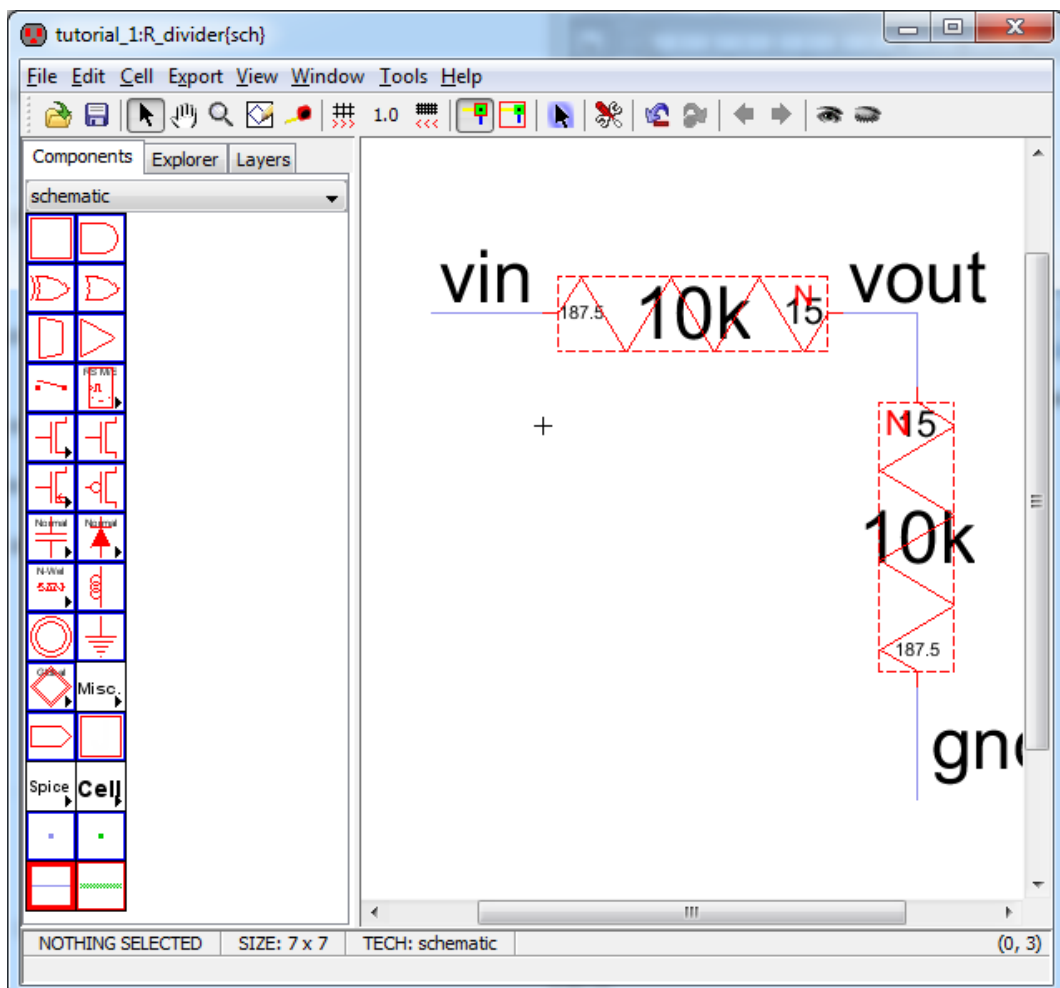 tutorial_1:R_divider{sch}
File Edit Cell Export View Window Tools Help
1.0
Components Explorer Layers
schematic
vin
187.5
10k
N
15
vout
N
15
10k
187.5
Normal Normal
N-Well
Global
Misc.
Spice Cell
NOTHING SELECTED SIZE: 7 x 7 TECH: schematic (0, 3)